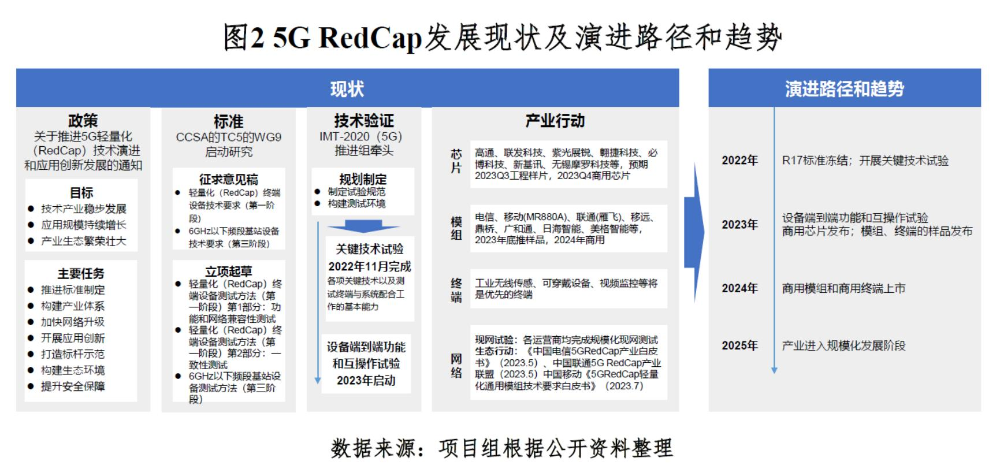 图2 5G RedCap发展现状及演进路径和趋势
现状
政策
关于推进5G轻量化
（RedCap）技术演进
和应用创新发展的通知
目标
● 技术产业稳步发展
● 应用规模持续增长
● 产业生态繁荣壮大
主要任务
● 推进标准制定
● 构建产业体系
● 加快网络升级
● 开展应用创新
● 打造标杆示范
● 构建生态环境
● 提升安全保障
标准
CCSA的TC5的WG9
启动研究
征求意见稿
● 轻量化（RedCap）终端
设备技术要求（第一阶
段）
● 6GHz以下频段基站设备
技术要求（第三阶段）
立项起草
● 轻量化（RedCap）终
端设备测试方法（第
一阶段）第1部分：功
能和网络兼容性测试
● 轻量化（RedCap）终
端设备测试方法（第
一阶段）第2部分：一
致性测试
● 6GHz以下频段基站设
备测试方法（第三阶
段）
技术验证
IMT-2020（5G）
推进组牵头
规划制定
● 制定试验规范
● 构建测试环境
关键技术试验
2022年11月完成
各项关键技术以及测
试终端与系统配合工
作的基本能力
设备端到端功能
和互操作试验
2023年启动
产业行动
芯片
高通、联发科技、紫光展锐、翱捷科技、必
博科技、新基讯、无锡摩罗科技等，预期
2023Q3工程样片，2023Q4商用芯片
模组
电信、移动(MR880A)、联通(雁飞)、移远、
鼎桥、广和通、日海智能、美格智能等，
2023年底推样品，2024年商用
终端
工业无线传感、可穿戴设备、视频监控等将
是优先的终端
网络
现网试验：各运营商均完成规模化现网测试
生态行动：《中国电信5GRedCap产业白皮
书》（2023.5）、中国联通5G RedCap产业
联盟（2023.5）中国移动《5GRedCap轻量
化通用模组技术要求白皮书》（2023.7）
演进路径和趋势
2022年 R17标准冻结；开展关键技术试验
2023年 设备端到端功能和互操作试验
商用芯片发布；模组、终端的样品发布
2024年 商用模组和商用终端上市
2025年 产业进入规模化发展阶段
数据来源：项目组根据公开资料整理